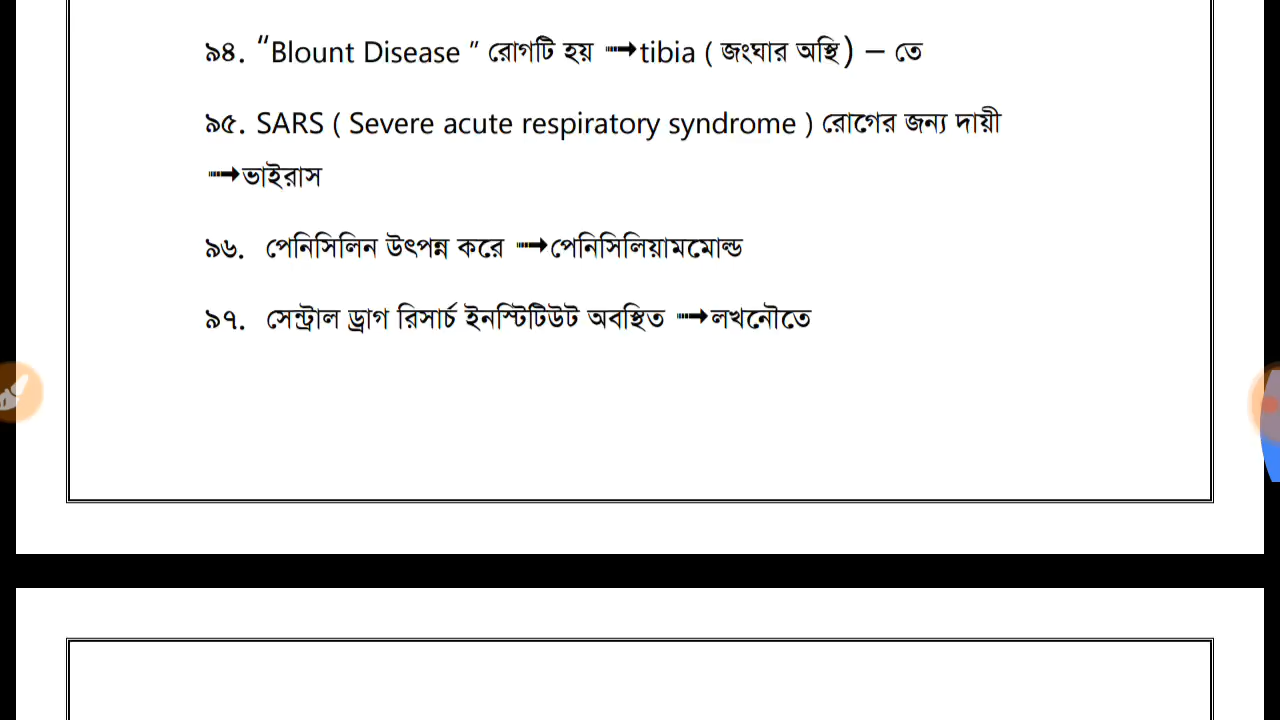 ৯৪. “Blount Disease ” রোগটি হয় ➟tibia ( জংঘার অস্থি) – তে
৯৫. SARS ( Severe acute respiratory syndrome ) রোগের জন্য দায়ী
➟ভাইরাস
৯৬. পেনিসিলিন উৎপন্ন করে ➟পেনিসিলিয়ামমোল্ড
৯৭. সেন্ট্রাল ড্রাগ রিসার্চ ইনস্টিটিউট অবস্থিত ➟লখনৌতে